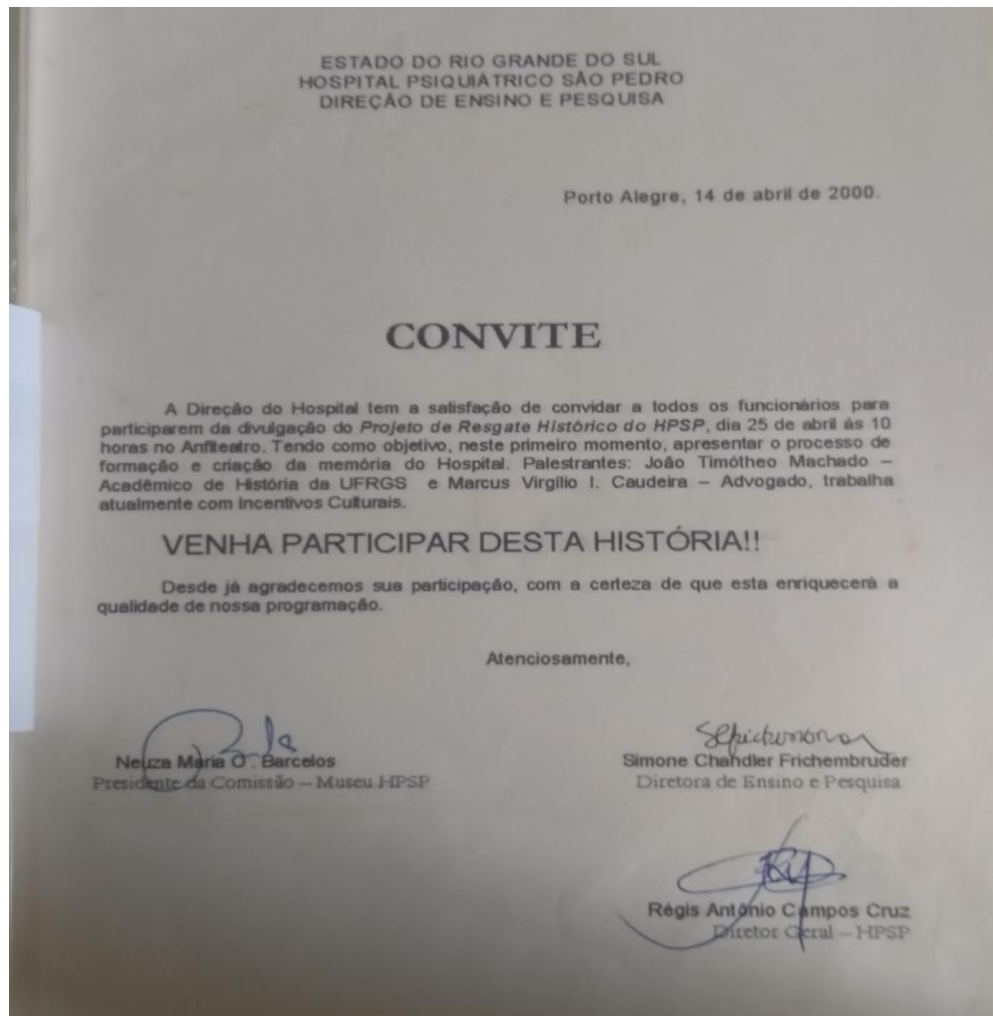 ESTADO DO RIO GRANDE DO SUL
HOSPITAL PSIQUIÁTRICO SÃO PEDRO
DIREÇÃO DE ENSINO E PESQUISA
Porto Alegre, 14 de abril de 2000.
CONVITE
A Direção do Hospital tem a satisfação de convidar a todos os funcionários para
participarem da divulgação do Projeto de Resgate Histórico do HPSP, dia 25 de abril às 10
horas no Anfiteatro. Tendo como objetivo, neste primeiro momento, apresentar o processo de
formação e criação da memória do Hospital. Palestrantes: João Timótheo Machado –
Acadêmico de História da UFRGS e Marcus Virgílio I. Caudeira – Advogado, trabalha
atualmente com Incentivos Culturais.
VENHA PARTICIPAR DESTA HISTÓRIA!!
Desde já agradecemos sua participação, com a certeza de que esta enriquecerá a
qualidade de nossa programação.
Atenciosamente,
Neuza Maria O. Barcelos
Presidente da Comissão – Museu HPSP
Simone Chandler Frichembruder
Diretora de Ensino e Pesquisa
Régis Antônio Campos Cruz
Diretor Geral – HPSP